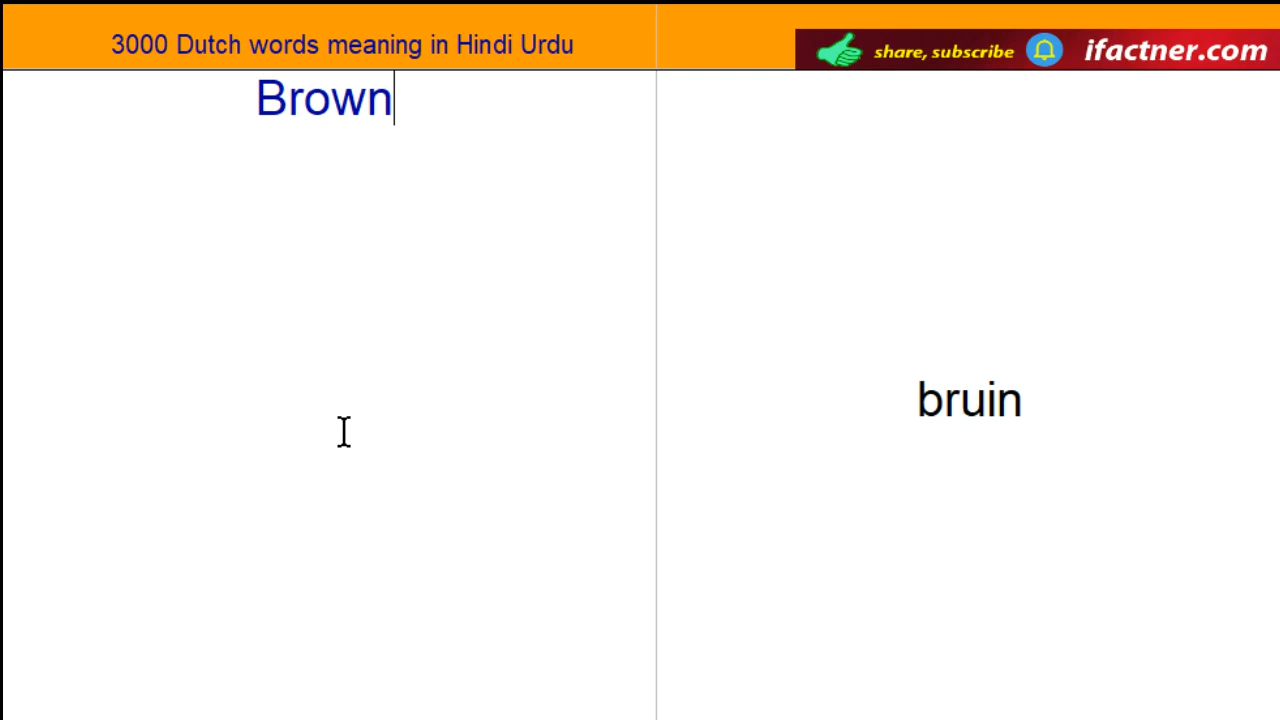 3000 Dutch words meaning in Hindi Urdu
share, subscribe
ifactner.com
Brown
bruin